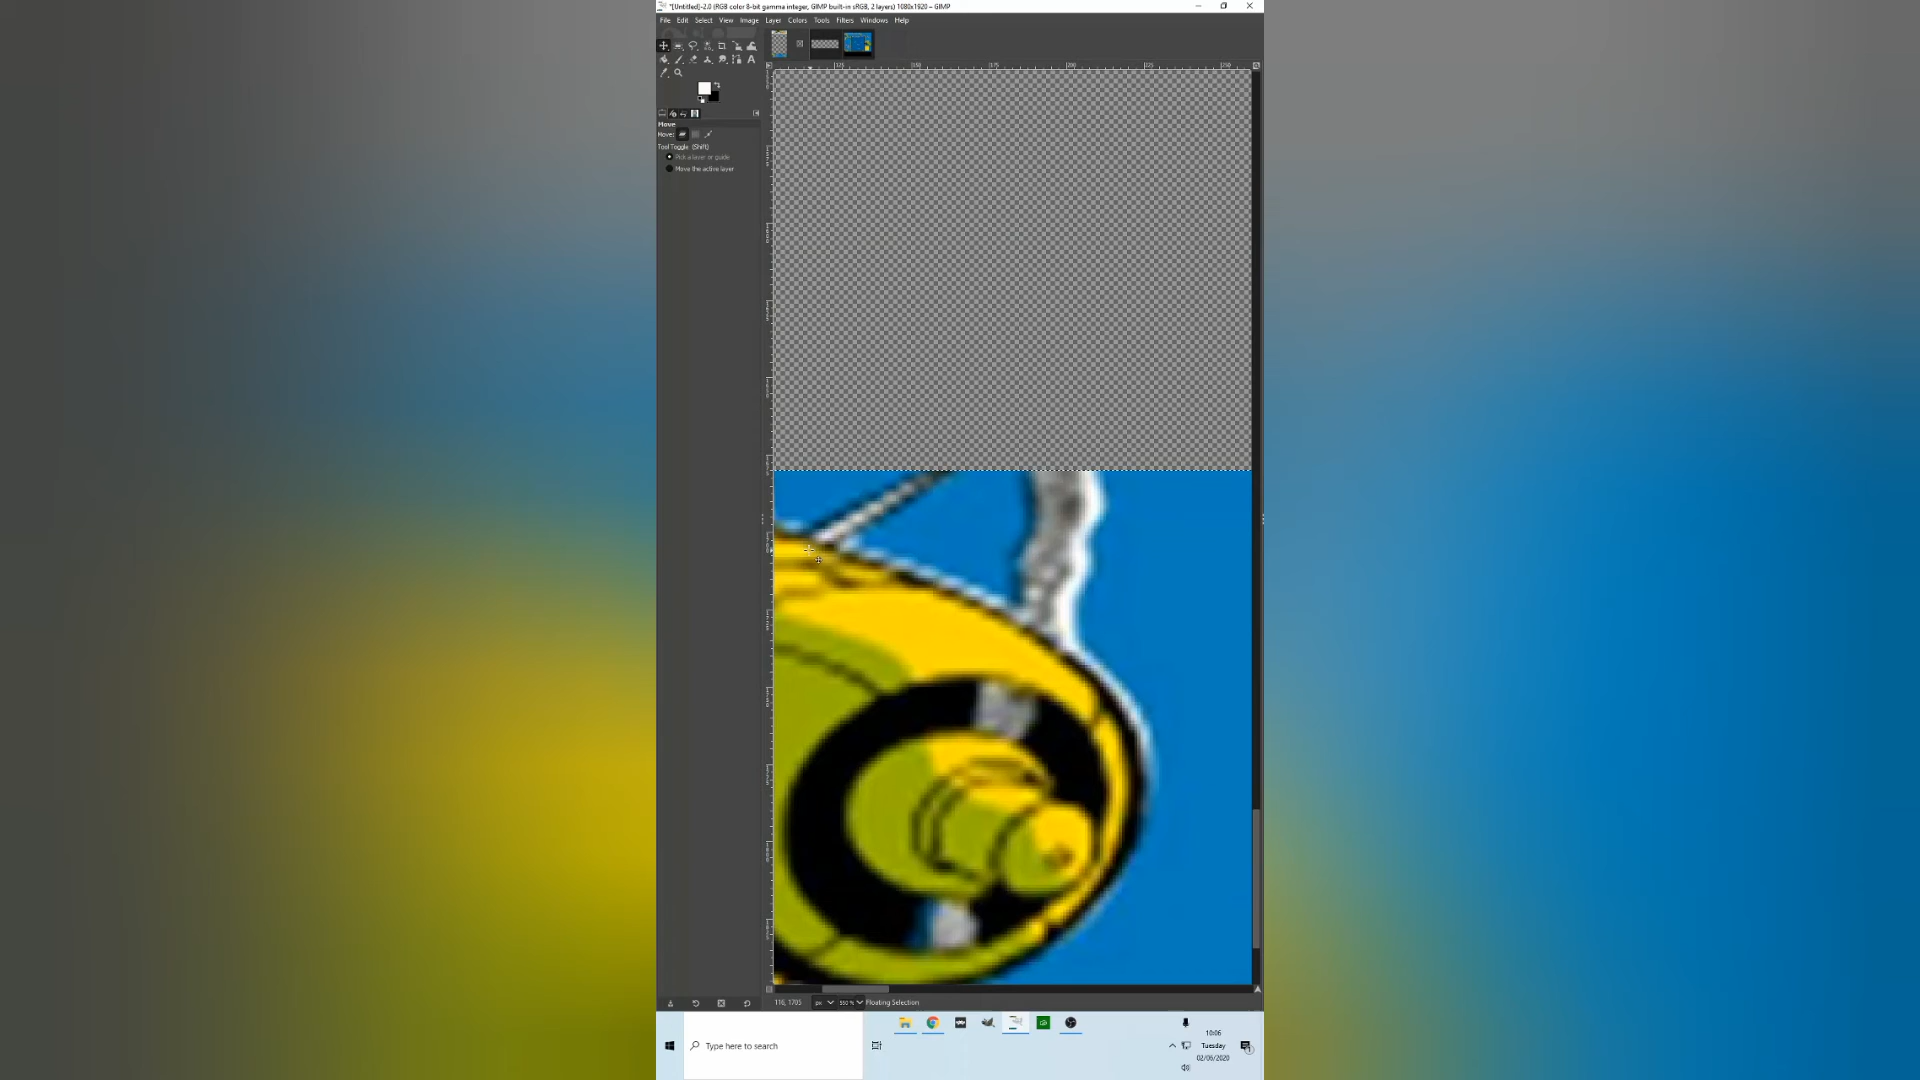 *[Untitled]-2.0 (RGB color 8-bit gamma integer, GIMP built-in sRGB, 2 layers) 1080x1920 – GIMP
File Edit Select View Image Layer Colors Tools Filters Windows Help
Move
Move:
Tool Toggle (Shift)
Pick a layer or guide
Move the active layer
116, 1705 px 550 % Floating Selection
Type here to search
10:06
Tuesday
02/06/2020